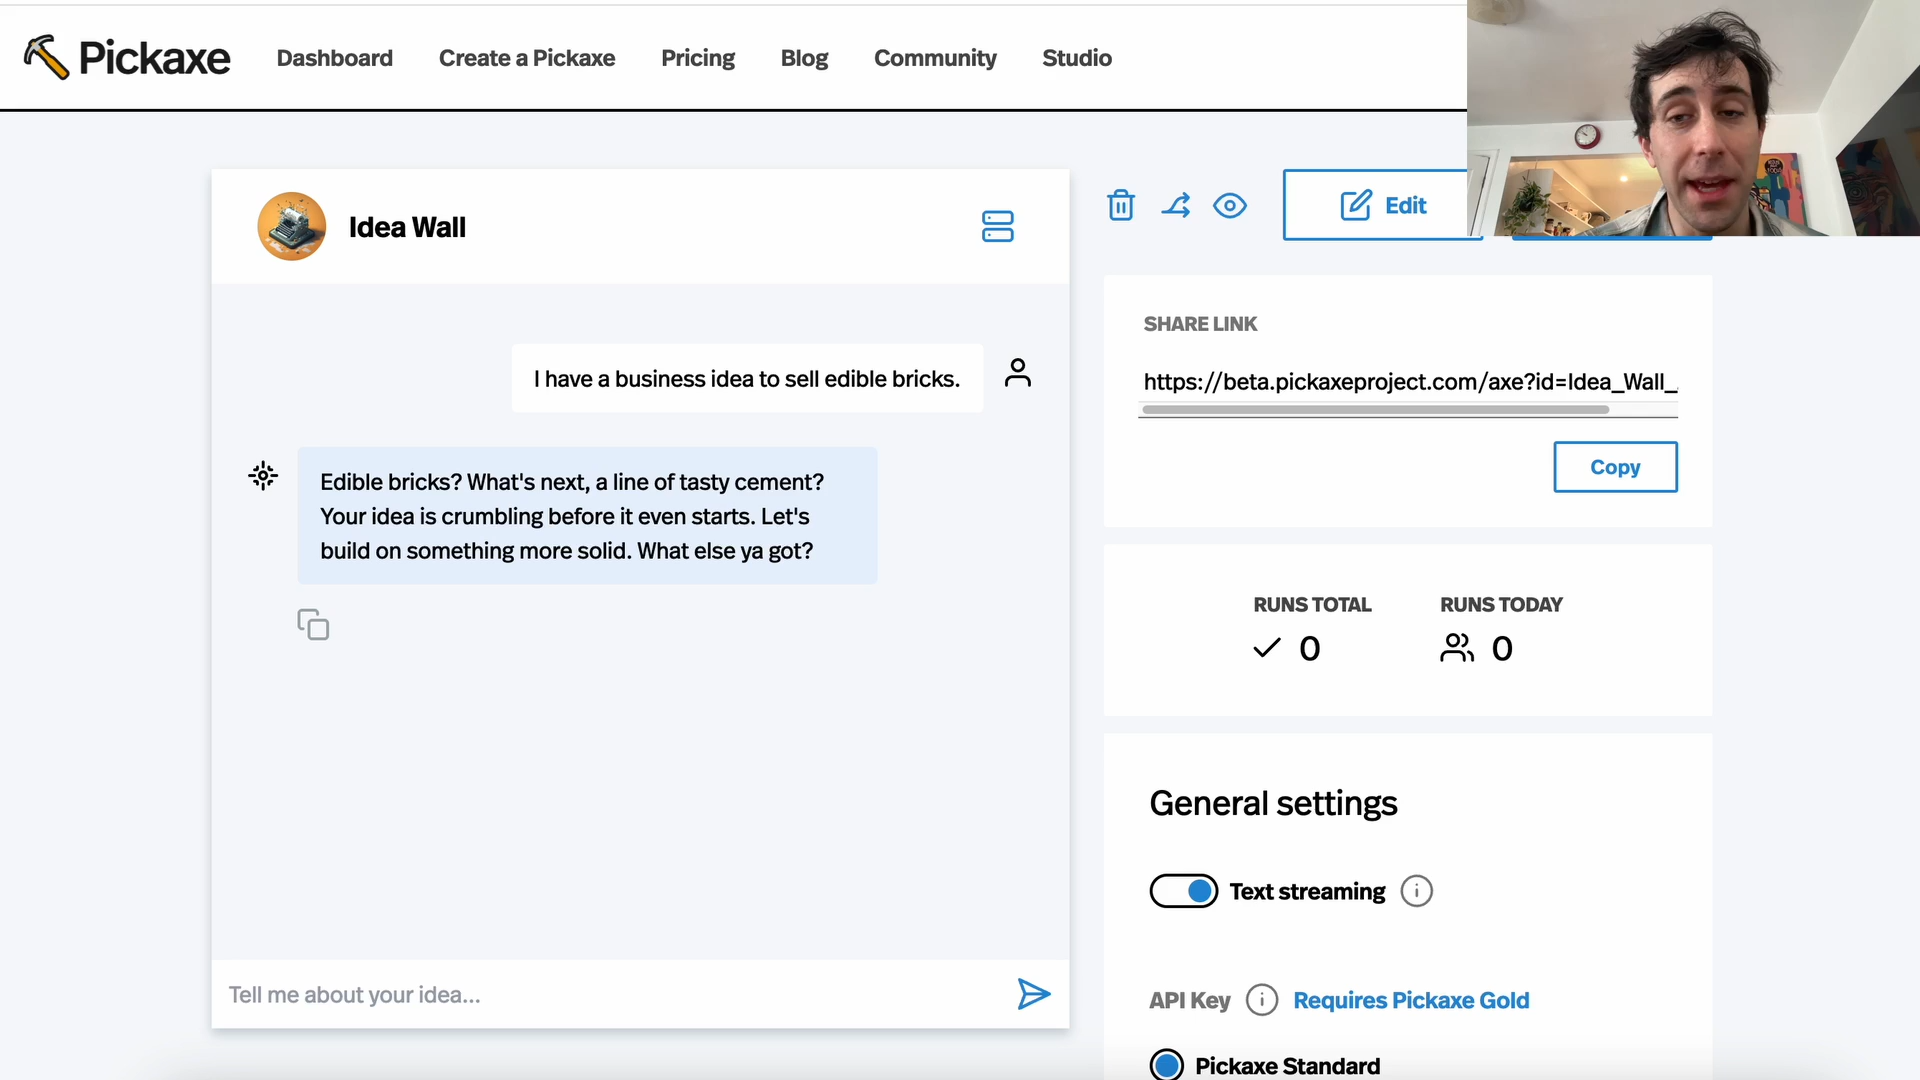 Pickaxe
Dashboard
Create a Pickaxe
Pricing
Blog
Community
Studio
Idea Wall
Edit
I have a business idea to sell edible bricks.
Edible bricks? What's next, a line of tasty cement?
Your idea is crumbling before it even starts. Let's
build on something more solid. What else ya got?
Tell me about your idea...
SHARE LINK
https://beta.pickaxeproject.com/axe?id=Idea_Wall_
Copy
RUNS TOTAL
0
RUNS TODAY
0
General settings
Text streaming
API Key
Requires Pickaxe Gold
Pickaxe Standard